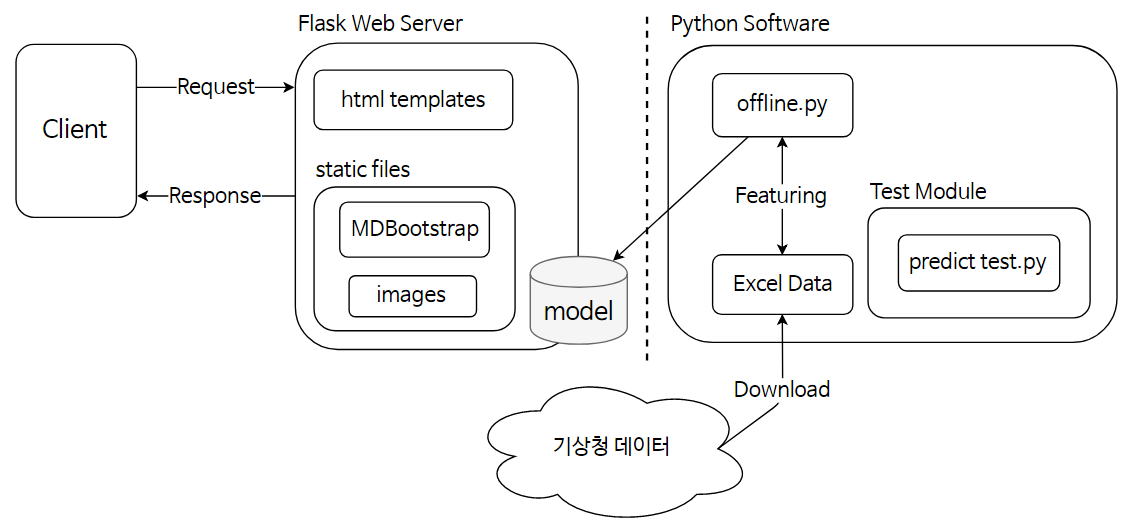 Flask Web Server
Python Software
Client
Request
Response
html templates
static files
MDBootstrap
images
model
offline.py
Featuring
Excel Data
Test Module
predict test.py
Download
기상청 데이터